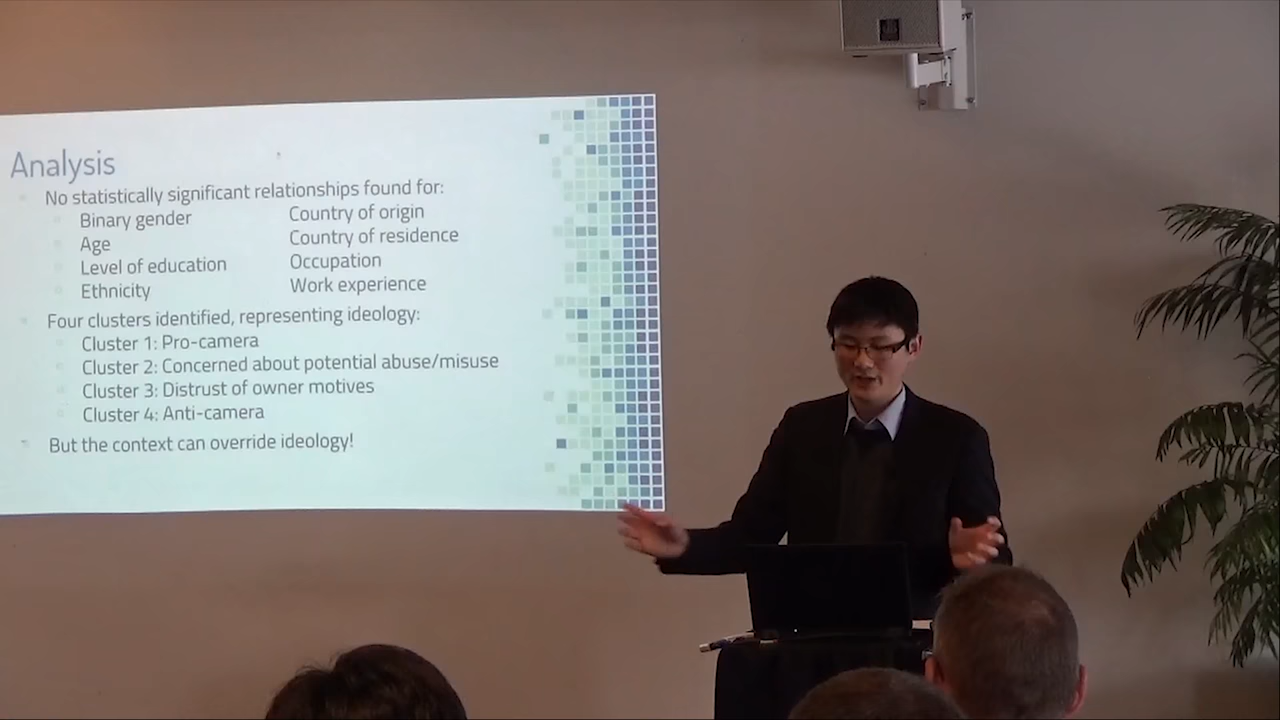 Analysis
No statistically significant relationships found for:
Binary gender
Age
Level of education
Ethnicity
Country of origin
Country of residence
Occupation
Work experience
Four clusters identified, representing ideology:
Cluster 1: Pro-camera
Cluster 2: Concerned about potential abuse/misuse
Cluster 3: Distrust of owner motives
Cluster 4: Anti-camera
But the context can override ideology!